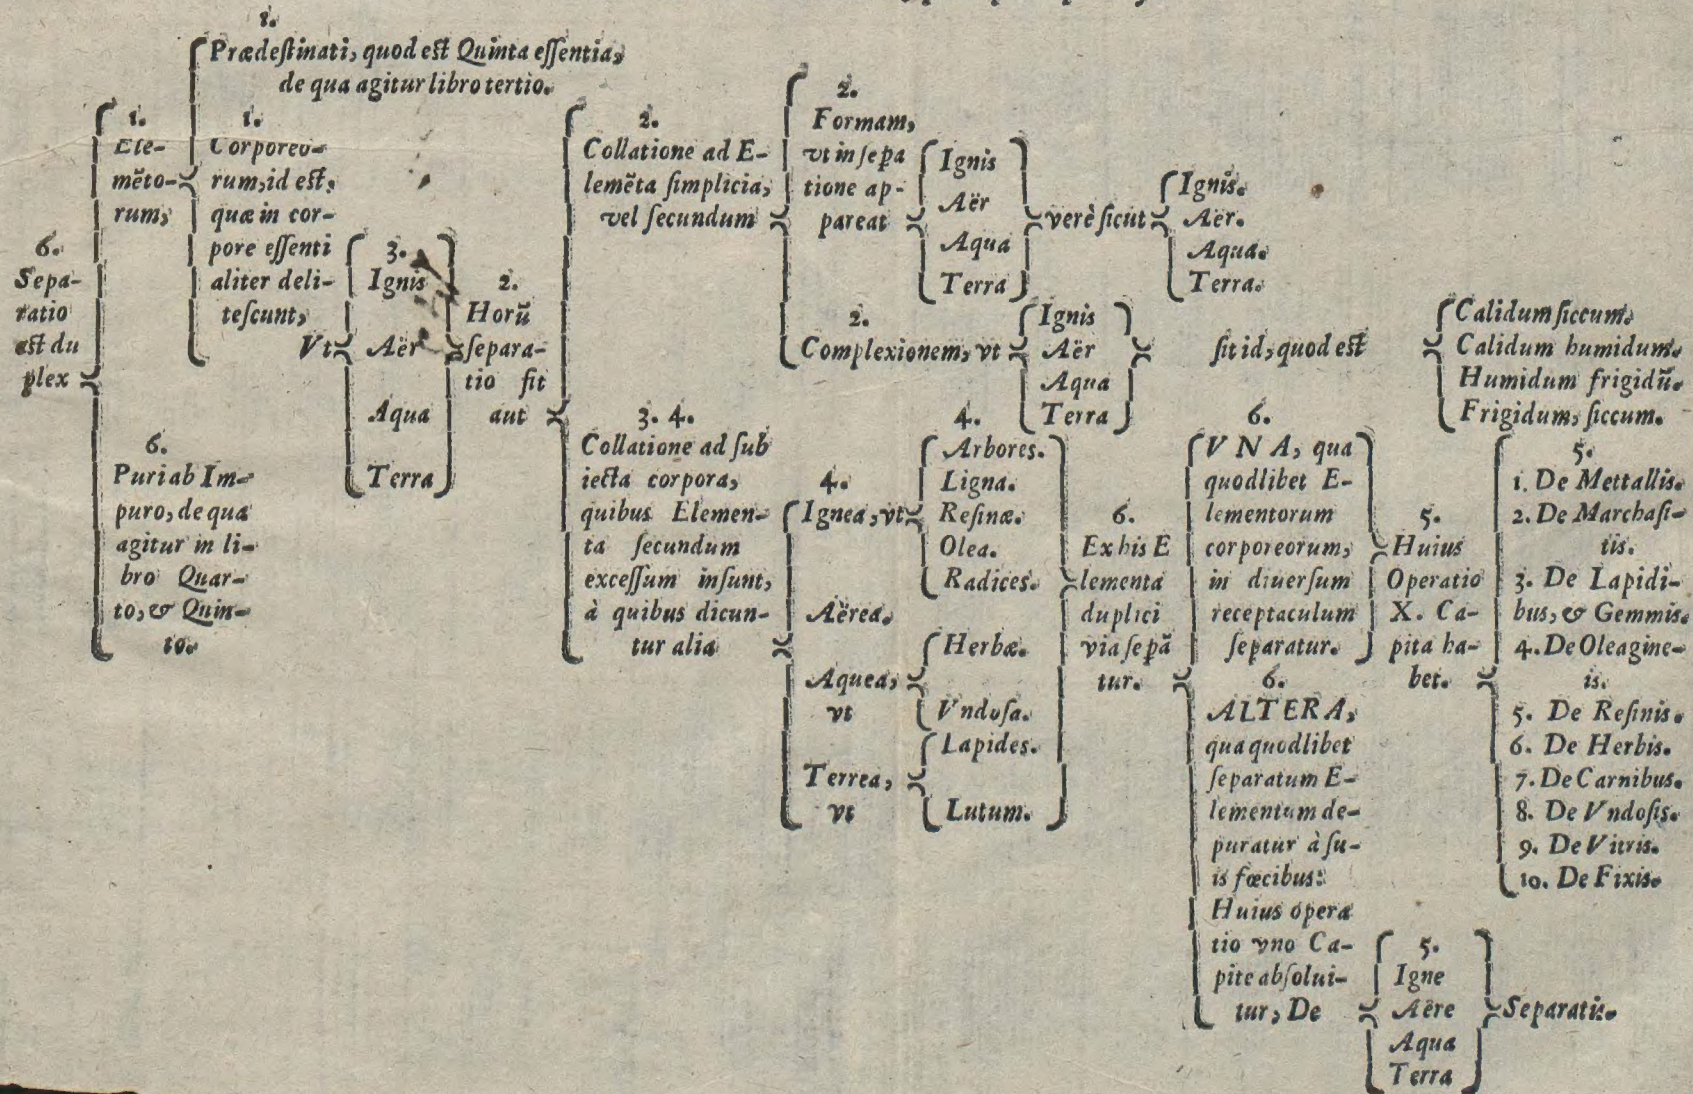 1.
Prædeſtinati, quod eſt Quinta eſſentia,
de qua agitur libro tertio.
6.
Sepa-
ratio
eſt du
plex
1.
Ele-
mẽto-
rum,
1.
Corporeo-
rum, id eſt,
quæ in cor-
pore eſſenti
aliter deli-
teſcunt,
Vt
3.
Ignis
Aër
Aqua
Terra
2.
Horũ
ſepara-
tio fit
aut
2.
Collatione ad E-
lemẽta ſimplicia,
vel ſecundum
2.
Formam,
vt in ſepa
tione ap-
pareat
Ignis
Aër
Aqua
Terra
verè ſicut
Ignis.
Aër.
Aqua.
Terra.
2.
Complexionem, vt
Ignis
Aër
Aqua
Terra
ſit id, quod eſt
Calidum ſiccum.
Calidum humidum.
Humidum frigidũ.
Frigidum, ſiccum.
3. 4.
Collatione ad ſub
iecta corpora,
quibus Elemen-
ta ſecundum
exceſſum inſunt,
à quibus dicun-
tur alia
4.
Ignea, vt
4.
Arbores.
Ligna.
Reſinæ.
Olea.
Radices.
Aërea.
Aquea,
vt
Herbæ.
Vndoſa.
Terrea,
vt
Lapides.
Lutum.
6.
Ex his E
lementa
duplici
via ſepã
tur.
6.
VNA, qua
quodlibet E-
lementorum
corporeorum,
in diuerſum
receptaculum
ſeparatur.
5.
Huius
Operatio
X. Ca-
pita ha-
bet.
5.
1. De Mettallis.
2. De Marchaſi-
tis.
3. De Lapidi-
bus, & Gemmis.
4. De Oleagine-
is.
5. De Reſinis.
6. De Herbis.
7. De Carnibus.
8. De Vndoſis.
9. De Vitris.
10. De Fixis.
6.
ALTERA,
qua quodlibet
ſeparatum E-
lementum de-
puratur à ſu-
is fœcibus:
Huius opera
tio vno Ca-
pite abſolui-
tur, De
5.
Igne
Aëre
Aqua
Terra
Separatis.
6.
Puri ab Im-
puro, de qua
agitur in li-
bro Quar-
to, & Quin-
to.